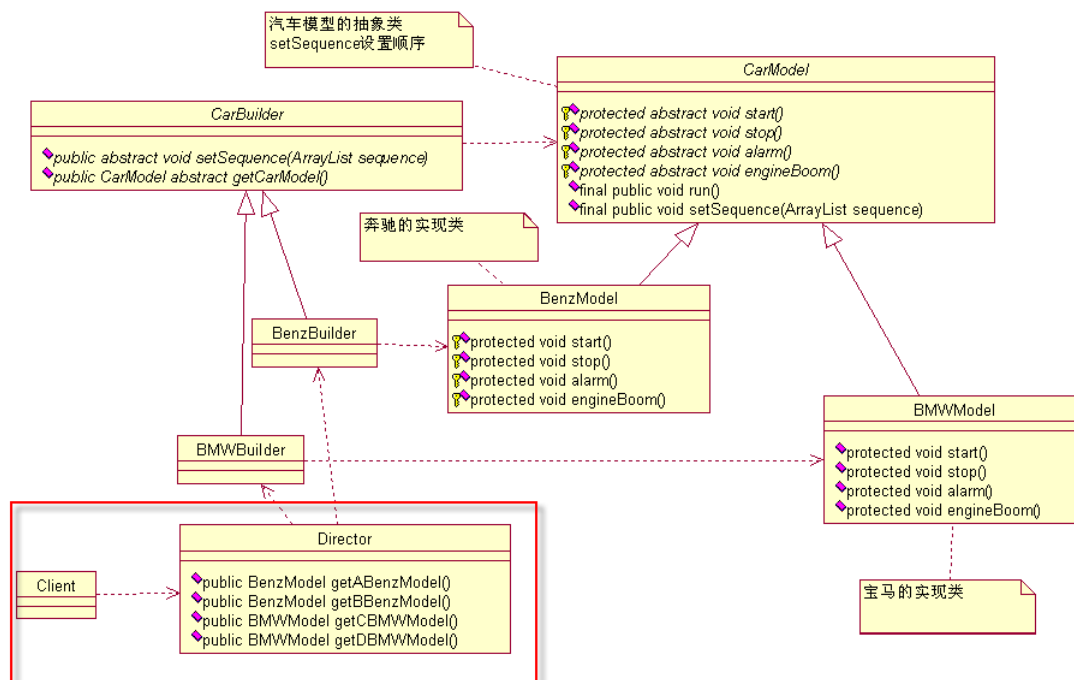 汽车模型的抽象类
setSequence设置顺序
CarModel
protected abstract void start()
protected abstract void stop()
protected abstract void alarm()
protected abstract void engineBoom()
final public void run()
final public void setSequence(ArrayList sequence)
CarBuilder
public abstract void setSequence(ArrayList sequence)
public CarModel abstract getCarModel()
奔驰的实现类
BenzModel
protected void start()
protected void stop()
protected void alarm()
protected void engineBoom()
BenzBuilder
BMWModel
protected void start()
protected void stop()
protected void alarm()
protected void engineBoom()
BMWBuilder
Director
public BenzModel getABenzModel()
public BenzModel getBBenzModel()
public BMWModel getCBMWModel()
public BMWModel getDBMWModel()
Client
宝马的实现类